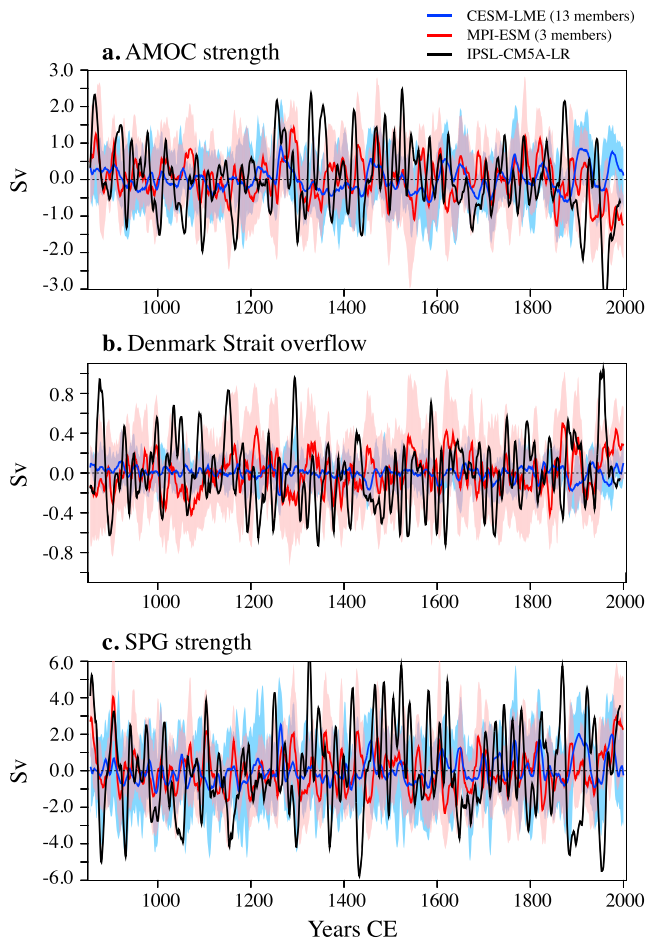 CESM-LME (13 members)
MPI-ESM (3 members)
IPSL-CM5A-LR
a. AMOC strength
3.0
2.0
1.0
0.0
-1.0
-2.0
-3.0
Sv
1000 1200 1400 1600 1800 2000
b. Denmark Strait overflow
0.8
0.4
0.0
-0.4
-0.8
Sv
1000 1200 1400 1600 1800 2000
c. SPG strength
6.0
4.0
2.0
0.0
-2.0
-4.0
-6.0
Sv
1000 1200 1400 1600 1800 2000
Years CE